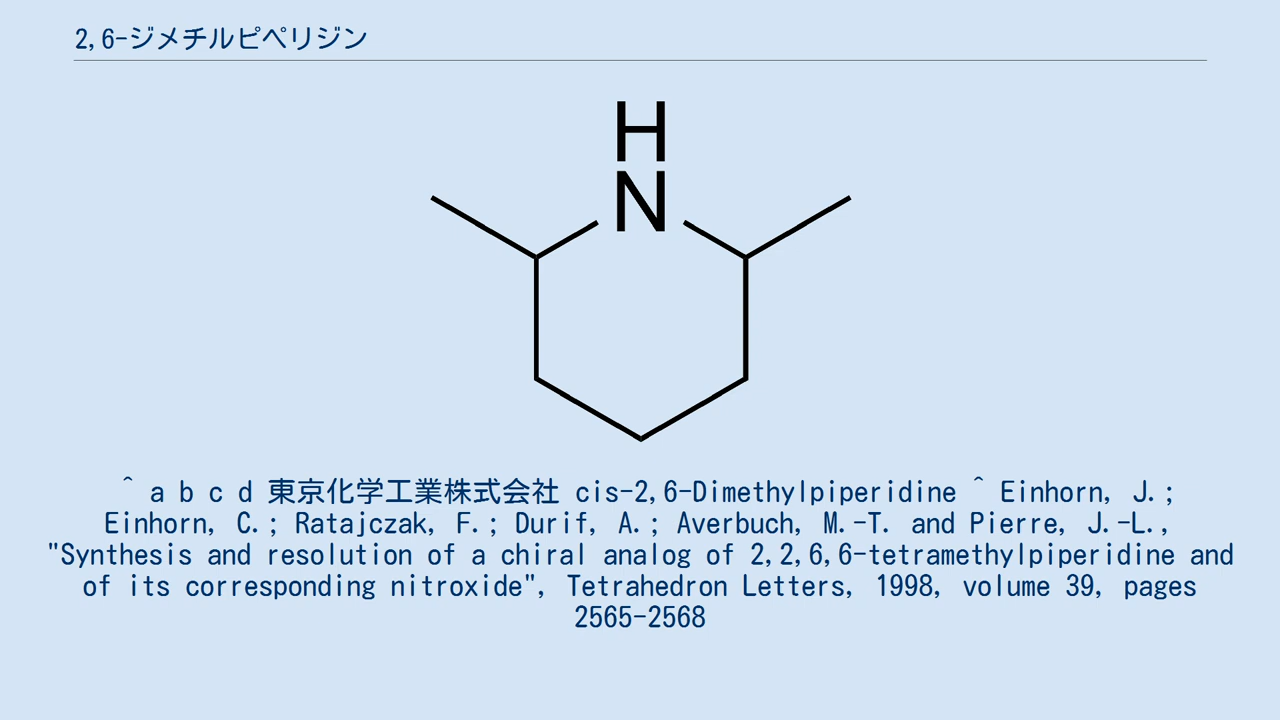 2,6-ジメチルピペリジン
H
N
^ a b c d 東京化学工業株式会社 cis-2,6-Dimethylpiperidine ^ Einhorn, J.;
Einhorn, C.; Ratajczak, F.; Durif, A.; Averbuch, M.-T. and Pierre, J.-L.,
"Synthesis and resolution of a chiral analog of 2,2,6,6-tetramethylpiperidine and
of its corresponding nitroxide", Tetrahedron Letters, 1998, volume 39, pages
2565-2568